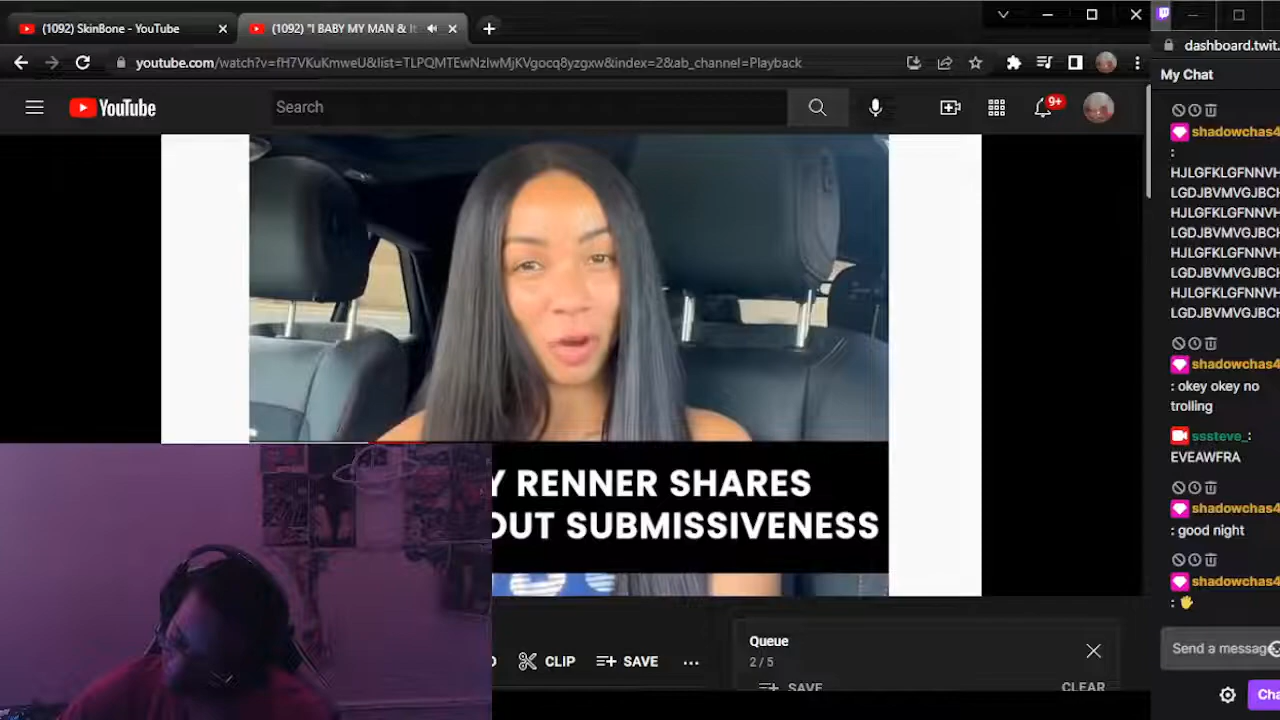 (1092) SkinBone - YouTube
(1092) "I BABY MY MAN & I
youtube.com/watch?v=fH7VKuKmweU&list=TLPQMTEwNzIwMjKVgocq8yzgxw&index=2&ab_channel=Playback
dashboard.twit
My Chat
YouTube
Search
9+
shadowchas4
:
HJLGFKLGFNNVH
LGDJBVMVGJBCH
HJLGFKLGFNNVH
LGDJBVMVGJBCH
HJLGFKLGFNNVH
LGDJBVMVGJBCH
HJLGFKLGFNNVH
LGDJBVMVGJBCH
shadowchas4
: okey okey no
trolling
sssteve_:
EVEAWFRA
shadowchas4
: good night
shadowchas4
: 🖐
Y RENNER SHARES
OUT SUBMISSIVENESS
CLIP
SAVE
...
Queue
2 / 5
SAVE
CLEAR
Send a message
Cha